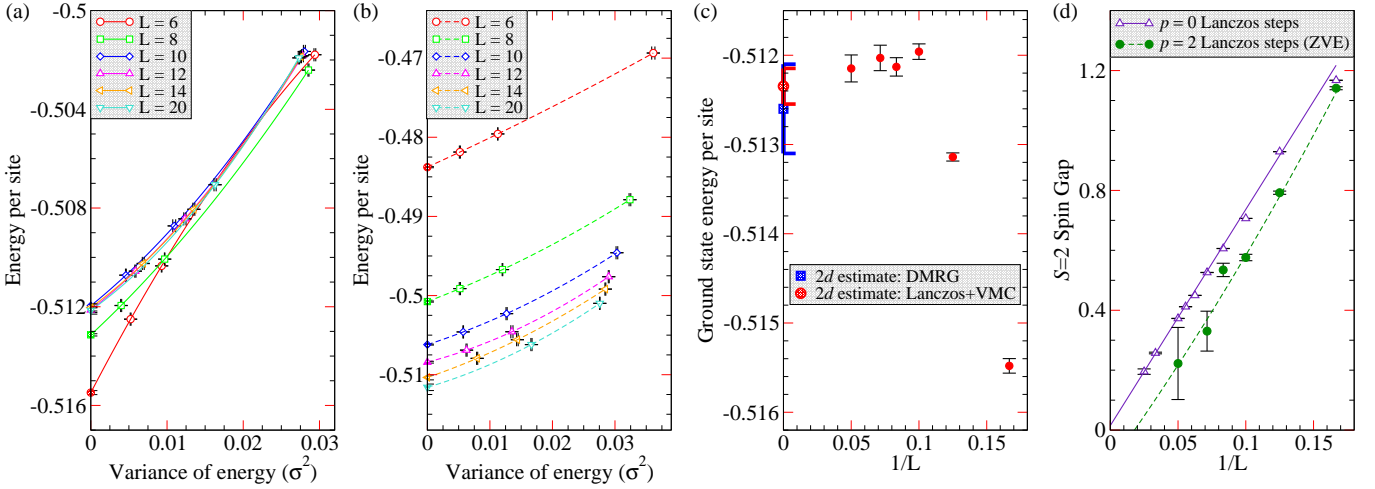 (a)
-0.5
-0.504
-0.508
-0.512
-0.516
Energy per site
L = 6
L = 8
L = 10
L = 12
L = 14
L = 20
0
0.01
0.02
0.03
Variance of energy (σ²)
(b)
-0.47
-0.48
-0.49
-0.5
-0.51
Energy per site
L = 6
L = 8
L = 10
L = 12
L = 14
L = 20
0
0.01
0.02
0.03
Variance of energy (σ²)
(c)
-0.512
-0.513
-0.514
-0.515
-0.516
Ground state energy per site
2d estimate: DMRG
2d estimate: Lanczos+VMC
0
0.05
0.10
0.15
1/L
(d)
p = 0 Lanczos steps
p = 2 Lanczos steps (ZVE)
1.2
0.8
0.4
0
S=2 Spin Gap
0
0.05
0.1
0.15
1/L